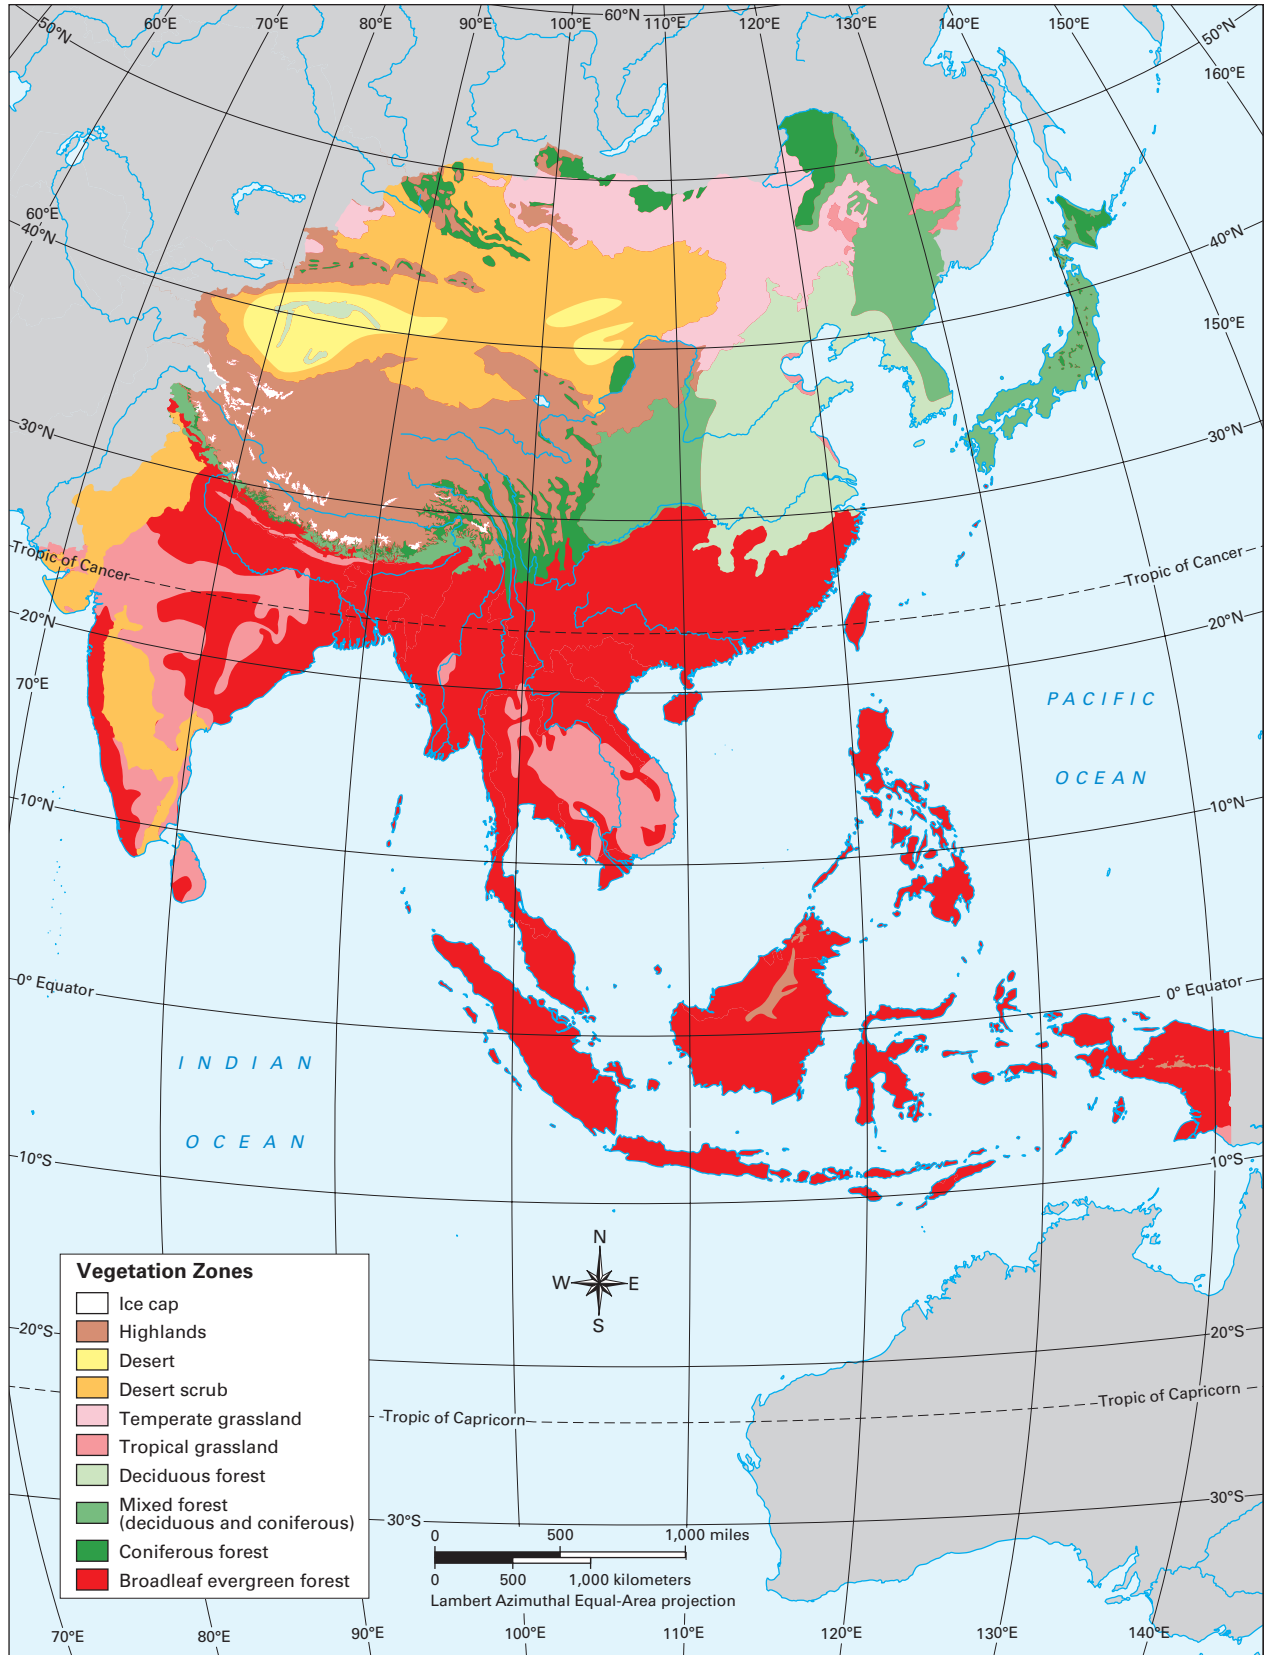 60°N
50°N
60°E
70°E
80°E
90°E
100°E
110°E
120°E
130°E
140°E
150°E
50°N
160°E
60°E
40°N
40°N
150°E
30°N
30°N
Tropic of Cancer
Tropic of Cancer
20°N
20°N
70°E
PACIFIC
OCEAN
10°N
10°N
0° Equator
0° Equator
INDIAN
OCEAN
10°S
10°S
N
W
E
S
Vegetation Zones
Ice cap
Highlands
Desert
Desert scrub
Temperate grassland
Tropical grassland
Deciduous forest
Mixed forest
(deciduous and coniferous)
Coniferous forest
Broadleaf evergreen forest
20°S
20°S
Tropic of Capricorn
Tropic of Capricorn
30°S
30°S
0 500 1,000 miles
0 500 1,000 kilometers
Lambert Azimuthal Equal-Area projection
70°E
80°E
90°E
100°E
110°E
120°E
130°E
140°E